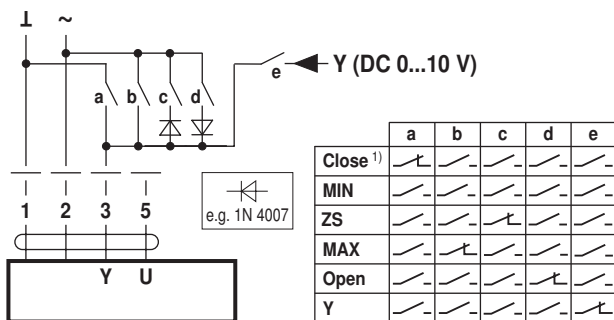 ⊥ ~
e Y (DC 0...10 V)
a b c d
1 2 3 5
e.g. 1N 4007
Y U
a b c d e
Close 1)
MIN
ZS
MAX
Open
Y